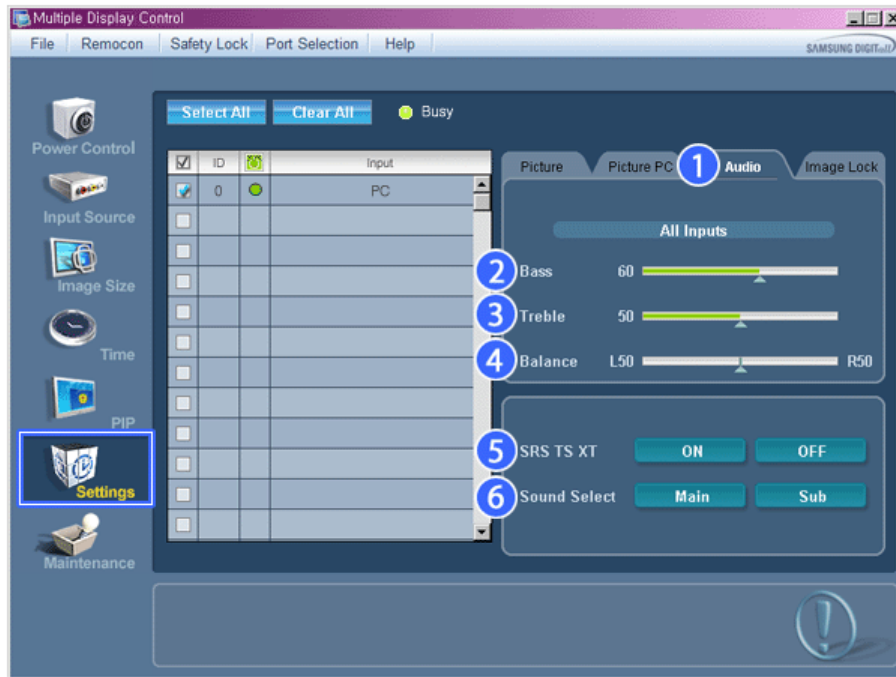 Multiple Display Control
File Remocon Safety Lock Port Selection Help
SAMSUNG DIGITall
Select All Clear All Busy
Power Control
ID Input
0 PC
Picture Picture PC 1 Audio Image Lock
Input Source
All Inputs
Image Size
2 Bass 60
3 Treble 50
Time
4 Balance L50 R50
PIP
5 SRS TS XT ON OFF
Settings
6 Sound Select Main Sub
Maintenance